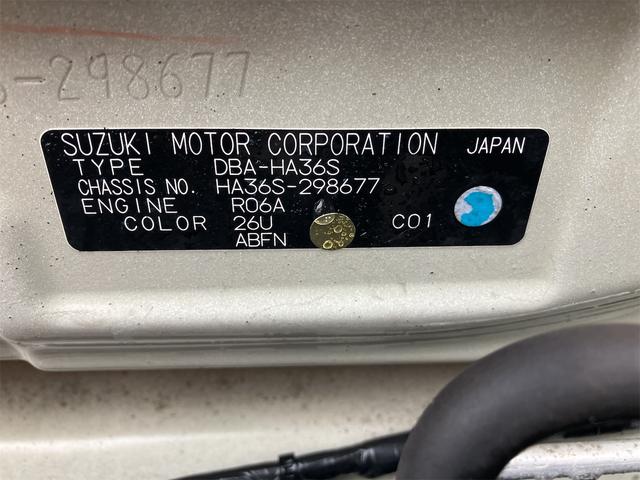 -298677
SUZUKI MOTOR CORPORATION JAPAN
TYPE DBA-HA36S
CHASSIS NO. HA36S-298677
ENGINE R06A
COLOR 26U C01
ABFN